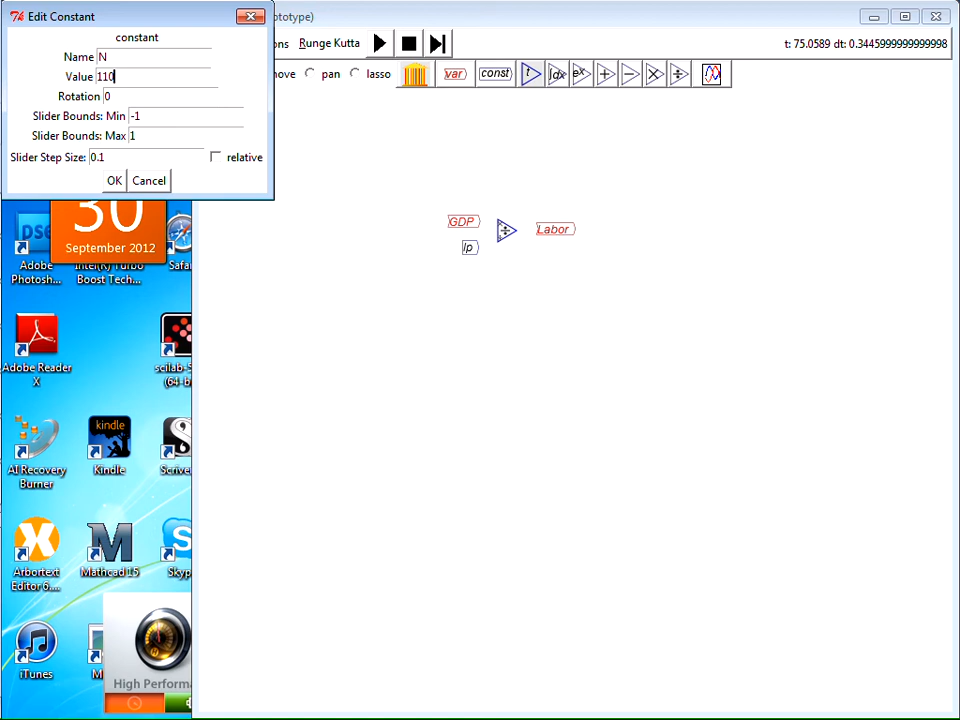 Edit Constant
ototype)
constant
Name N
Value 110
Rotation 0
Slider Bounds: Min -1
Slider Bounds: Max 1
Slider Step Size: 0.1
relative
OK Cancel
ons Runge Kutta
t: 75.0589 dt: 0.3445999999999998
move pan lasso
var const t ∫dx eˣ + − × ÷
GDP ÷ Labor
lp
30
September 2012
Adobe Photosh...
Intel(R) Turbo Boost Tech...
Safa
Adobe Reader X
scilab-5
(64-b
kindle
AI Recovery Burner
Kindle
Scrive
Arbortext Editor 6....
Mathcad 15
Skyp
iTunes
M
High Performa